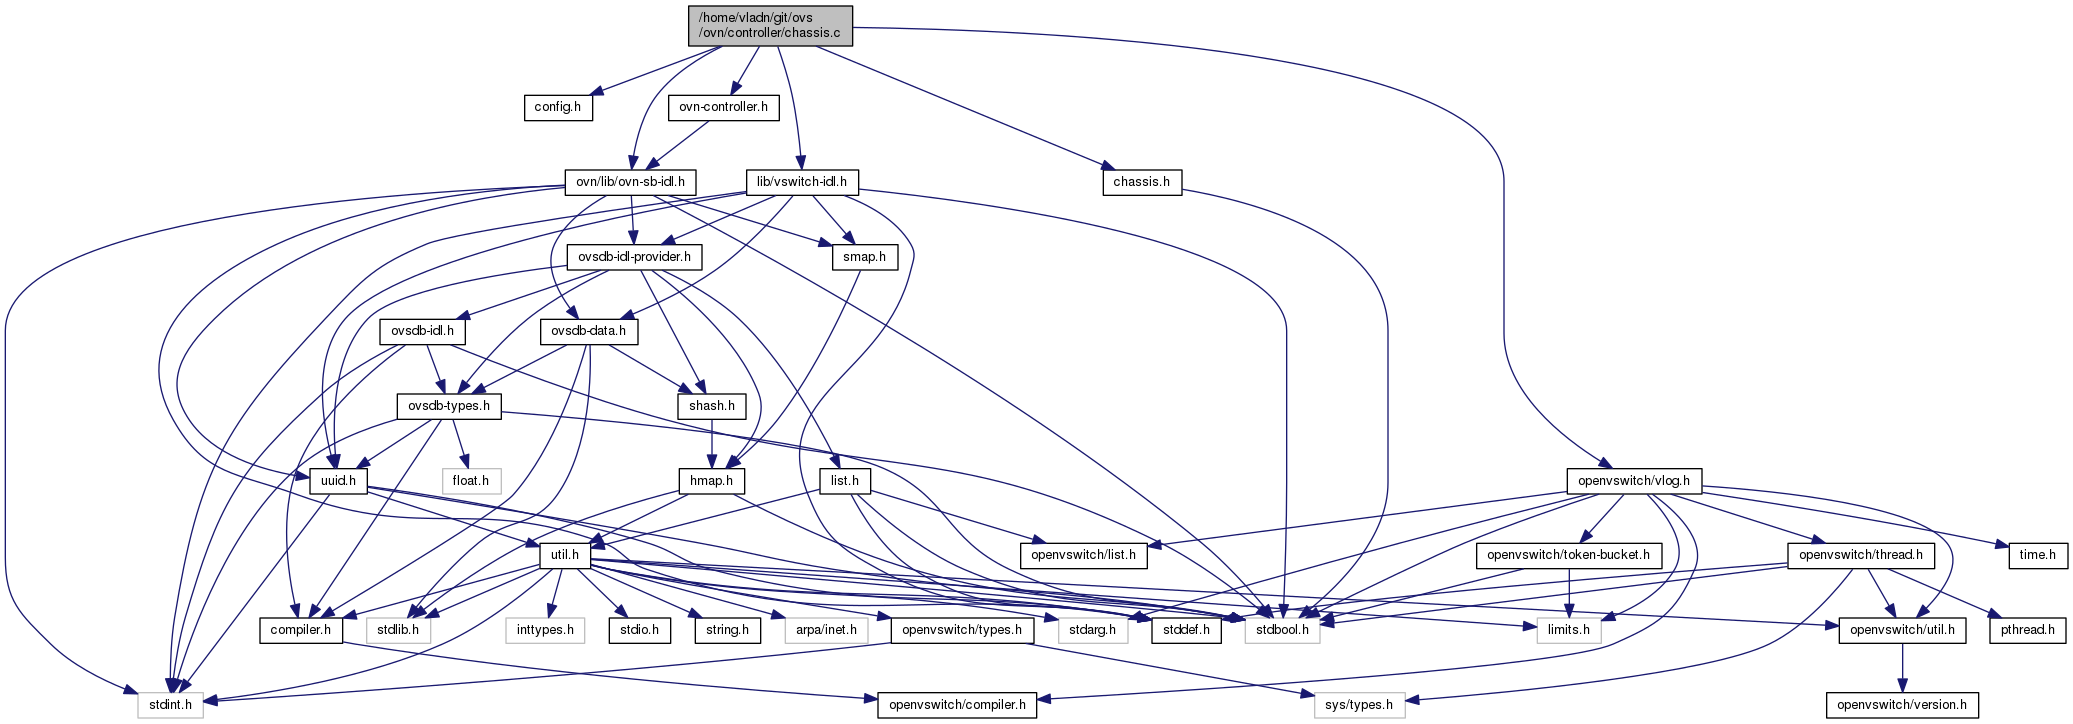 /home/vladn/git/ovs
/ovn/controller/chassis.c
config.h
ovn-controller.h
ovn/lib/ovn-sb-idl.h
lib/vswitch-idl.h
chassis.h
ovsdb-idl-provider.h
smap.h
ovsdb-idl.h
ovsdb-data.h
ovsdb-types.h
shash.h
uuid.h
float.h
hmap.h
list.h
openvswitch/vlog.h
util.h
openvswitch/list.h
openvswitch/token-bucket.h
openvswitch/thread.h
time.h
compiler.h
stdlib.h
inttypes.h
stdio.h
string.h
arpa/inet.h
openvswitch/types.h
stdarg.h
stddef.h
stdbool.h
limits.h
openvswitch/util.h
pthread.h
stdint.h
openvswitch/compiler.h
sys/types.h
openvswitch/version.h